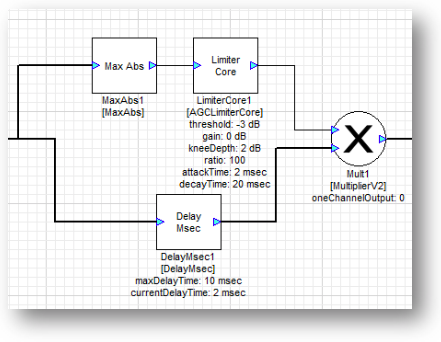 Max Abs
MaxAbs1
[MaxAbs]
Limiter
Core
LimiterCore1
[AGCLimiterCore]
threshold: -3 dB
gain: 0 dB
kneeDepth: 2 dB
ratio: 100
attackTime: 2 msec
decayTime: 20 msec
X
Mult1
[MultiplierV2]
oneChannelOutput: 0
Delay
Msec
DelayMsec1
[DelayMsec]
maxDelayTime: 10 msec
currentDelayTime: 2 msec